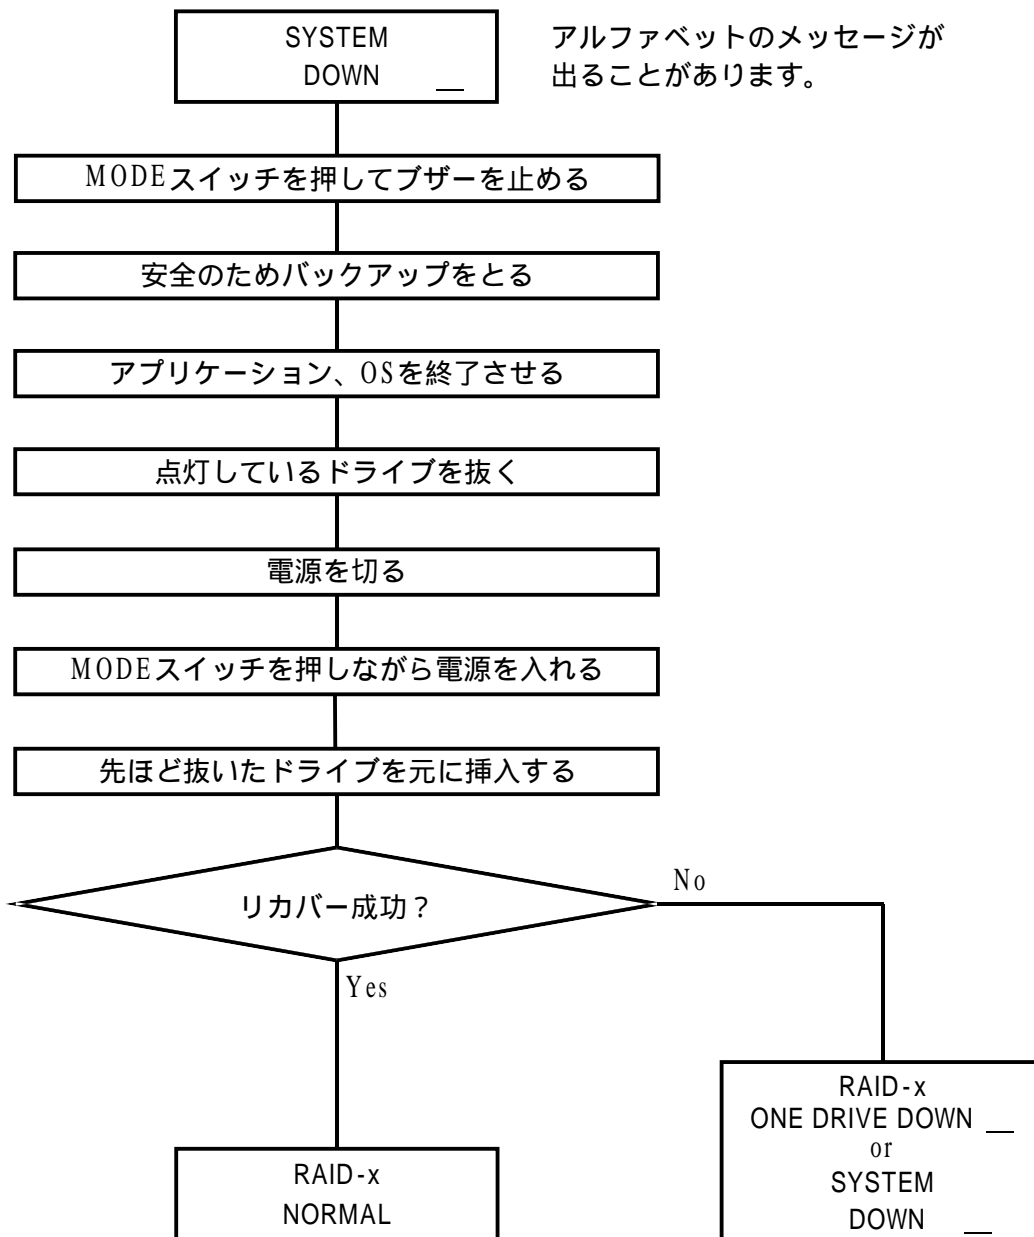 SYSTEM
DOWN __
アルファベットのメッセージが
出ることがあります。
MODEスイッチを押してブザーを止める
安全のためバックアップをとる
アプリケーション、OSを終了させる
点灯しているドライブを抜く
電源を切る
MODEスイッチを押しながら電源を入れる
先ほど抜いたドライブを元に挿入する
リカバー成功？
No
Yes
RAID-x
ONE DRIVE DOWN __
or
SYSTEM
DOWN __
RAID-x
NORMAL